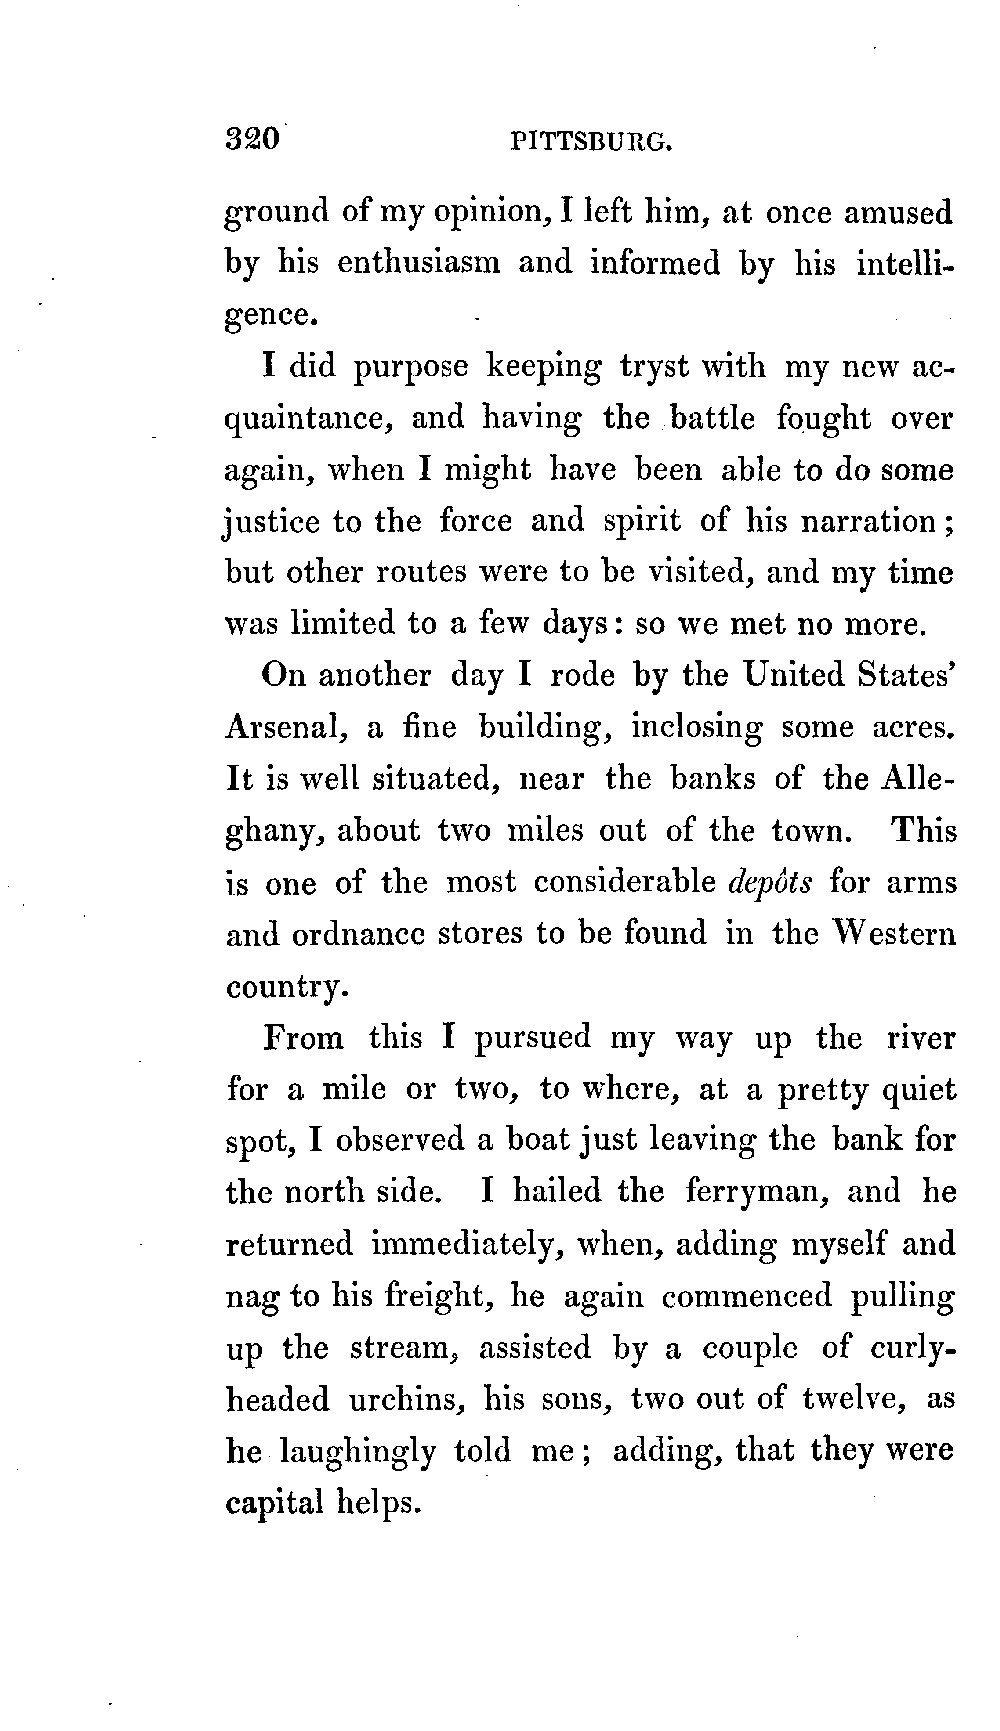 320 PITTSBURG.
ground of my opinion, I left him, at once amused
by his enthusiasm and informed by his intelli-
gence.
I did purpose keeping tryst with my new ac-
quaintance, and having the battle fought over
again, when I might have been able to do some
justice to the force and spirit of his narration;
but other routes were to be visited, and my time
was limited to a few days: so we met no more.
On another day I rode by the United States'
Arsenal, a fine building, inclosing some acres.
It is well situated, near the banks of the Alle-
ghany, about two miles out of the town. This
is one of the most considerable depôts for arms
and ordnance stores to be found in the Western
country.
From this I pursued my way up the river
for a mile or two, to where, at a pretty quiet
spot, I observed a boat just leaving the bank for
the north side. I hailed the ferryman, and he
returned immediately, when, adding myself and
nag to his freight, he again commenced pulling
up the stream, assisted by a couple of curly-
headed urchins, his sons, two out of twelve, as
he laughingly told me; adding, that they were
capital helps.